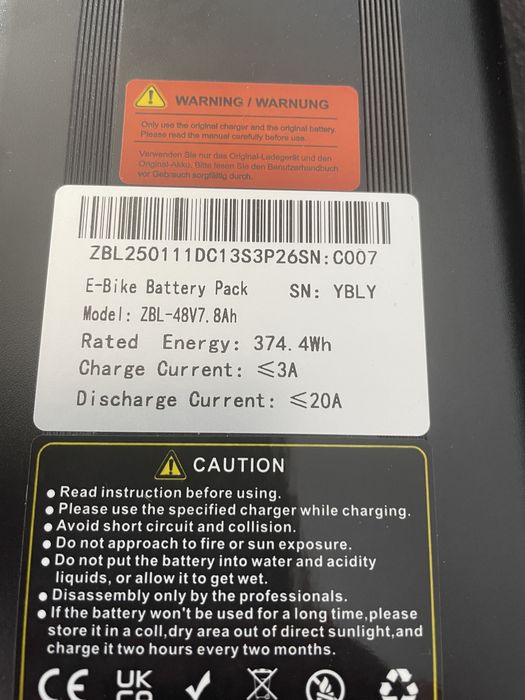 WARNING / WARNUNG
Only use the original charger and the original battery.
Please read the manual carefully before use.
Verwenden Sie nur das Original-Ladegerät und den
Original-Akku. Bitte lesen Sie den Benutzerhandbuch
vor Gebrauch sorgfältig durch.
ZBL250111DC13S3P26SN:C007
E-Bike Battery Pack SN: YBLY
Model: ZBL-48V7.8Ah
Rated Energy: 374.4Wh
Charge Current: ≤3A
Discharge Current: ≤20A
CAUTION
● Read instruction before using.
● Please use the specified charger while charging.
● Avoid short circuit and collision.
● Do not approach to fire or sun exposure.
● Do not put the battery into water and acidity
liquids, or allow it to get wet.
● Disassembly only by the professionals.
● If the battery won't be used for a long time,please
store it in a coll,dry area out of direct sunlight,and
charge it two hours every two months.
CE UK CA